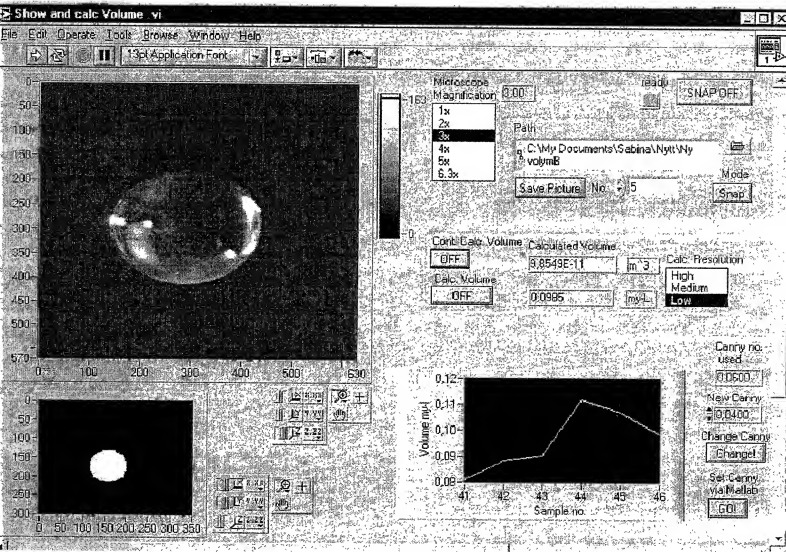 Show and calc Volume .vi
File Edit Operate Tools Browse Window Help
13pt Application Font
0
50
100
150
200
250
300
350
400
450
500
570
0 100 200 300 400 500 630
163
0
Microscope
Magnification 3.00
1x
2x
3x
4x
5x
6.3x
ready
SNAP OFF
Path
C:\My Documents\Sabina\Nytt\Ny
volymB
Save Picture No. 5
Mode
Snap
Cont. Calc. Volume
OFF
Calc. Volume
OFF
Calculated Volume
9.8549E-11 m^3
0.0985 my-L
Calc. Resolution
High
Medium
Low
0
50
100
150
200
250
300
0 50 100 150 200 250 300 350
Volume my-l
0,12
0,11
0,10
0,09
0,08
41 42 43 44 45 46
Sample no.
Canny no.
used
0.0600
New Canny
0.0400
Change Canny
Change!
Set Canny
via Matlab
GO!